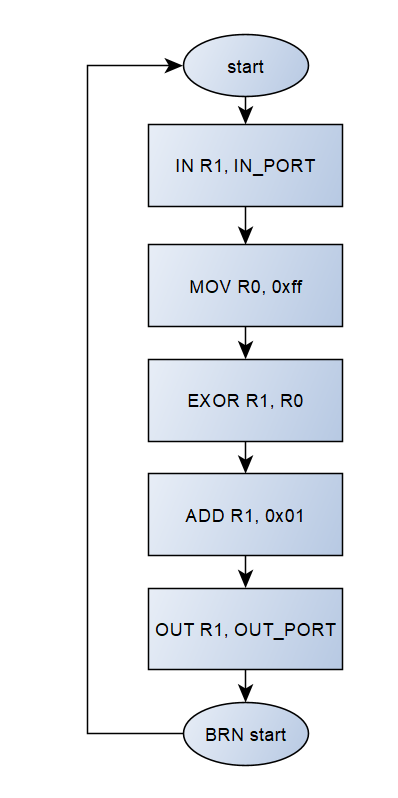 start
IN R1, IN_PORT
MOV R0, 0xff
EXOR R1, R0
ADD R1, 0x01
OUT R1, OUT_PORT
BRN start